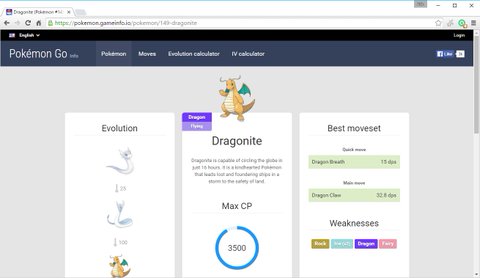 Dragonite (Pokémon #14
https://pokemon.gameinfo.io/pokemon/149-dragonite
English
Login
Pokémon Go Info
Pokémon
Moves
Evolution calculator
IV calculator
Like
Evolution
25
100
Dragon
Flying
Dragonite
Dragonite is capable of circling the globe in
just 16 hours. It is a kindhearted Pokémon
that leads lost and foundering ships in a
storm to the safety of land.
Max CP
3500
Best moveset
Quick move
Dragon Breath 15 dps
Main move
Dragon Claw 32.8 dps
Weaknesses
Rock
Ice (x2)
Dragon
Fairy